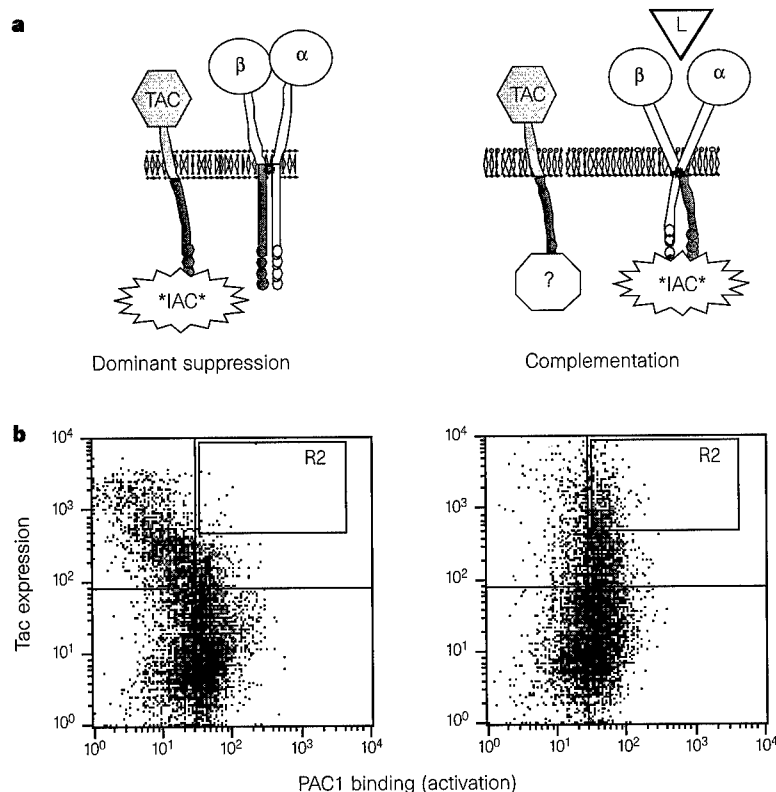 a
TAC
β
α
*IAC*
Dominant suppression
L
TAC
β
α
?
*IAC*
Complementation
b
Tac expression
10⁴
10³
10²
10¹
10⁰
R2
10⁰ 10¹ 10² 10³ 10⁴
10⁴
10³
10²
10¹
10⁰
R2
10⁰ 10¹ 10² 10³ 10⁴
PAC1 binding (activation)